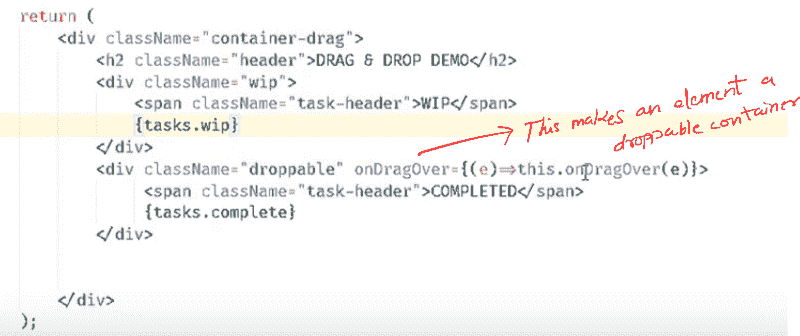 return (
<div className="container-drag">
<h2 className="header">DRAG & DROP DEMO</h2>
<div className="wip">
<span className="task-header">WIP</span>
{tasks.wip}
</div>
<div className="droppable" onDragOver={(e)=>this.onDragOver(e)}>
<span className="task-header">COMPLETED</span>
{tasks.complete}
</div>
</div>
);
This makes an element a
droppable container